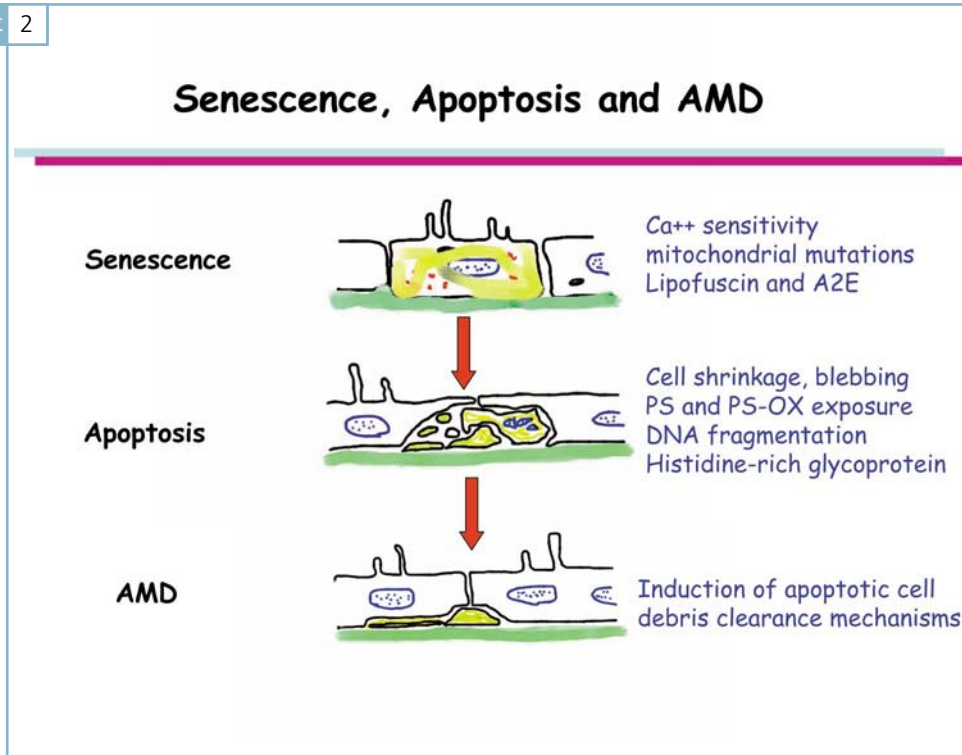 2
Senescence, Apoptosis and AMD
Senescence
Ca++ sensitivity
mitochondrial mutations
Lipofuscin and A2E
Apoptosis
Cell shrinkage, blebbing
PS and PS-OX exposure
DNA fragmentation
Histidine-rich glycoprotein
AMD
Induction of apoptotic cell
debris clearance mechanisms